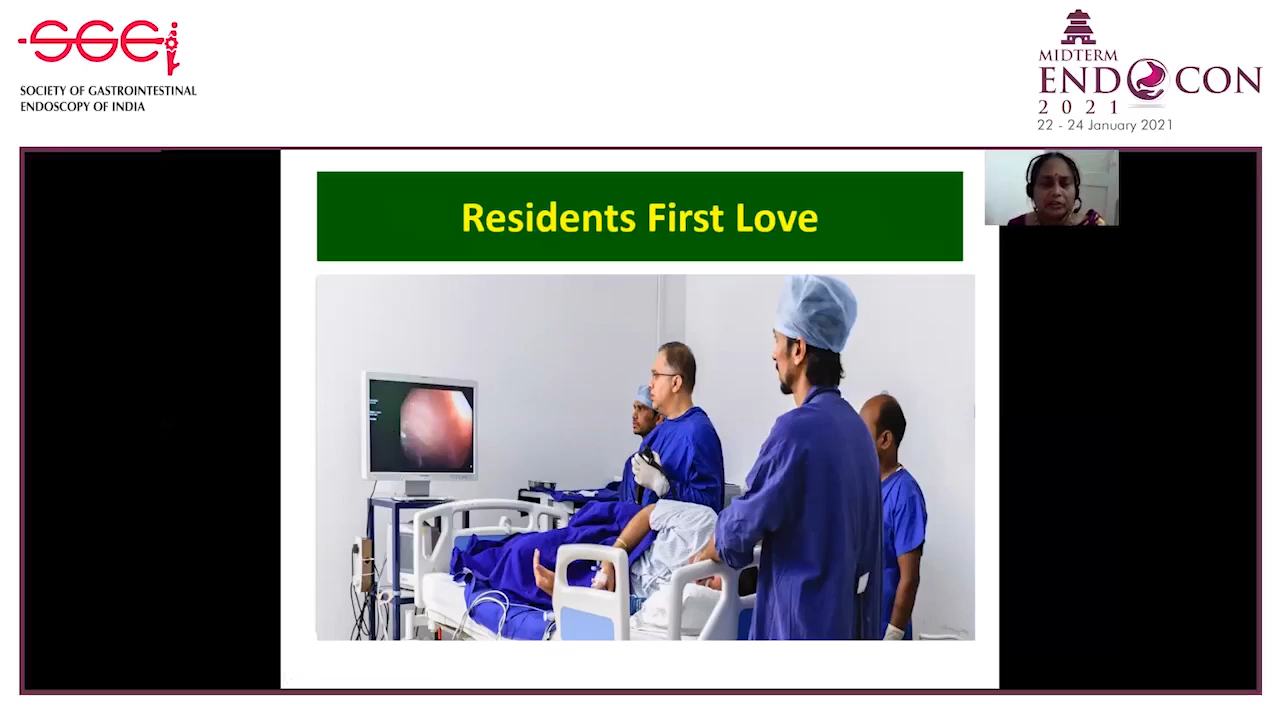 SGEI
SOCIETY OF GASTROINTESTINAL
ENDOSCOPY OF INDIA
MIDTERM
ENDOCON
2021
22 - 24 January 2021
Residents First Love